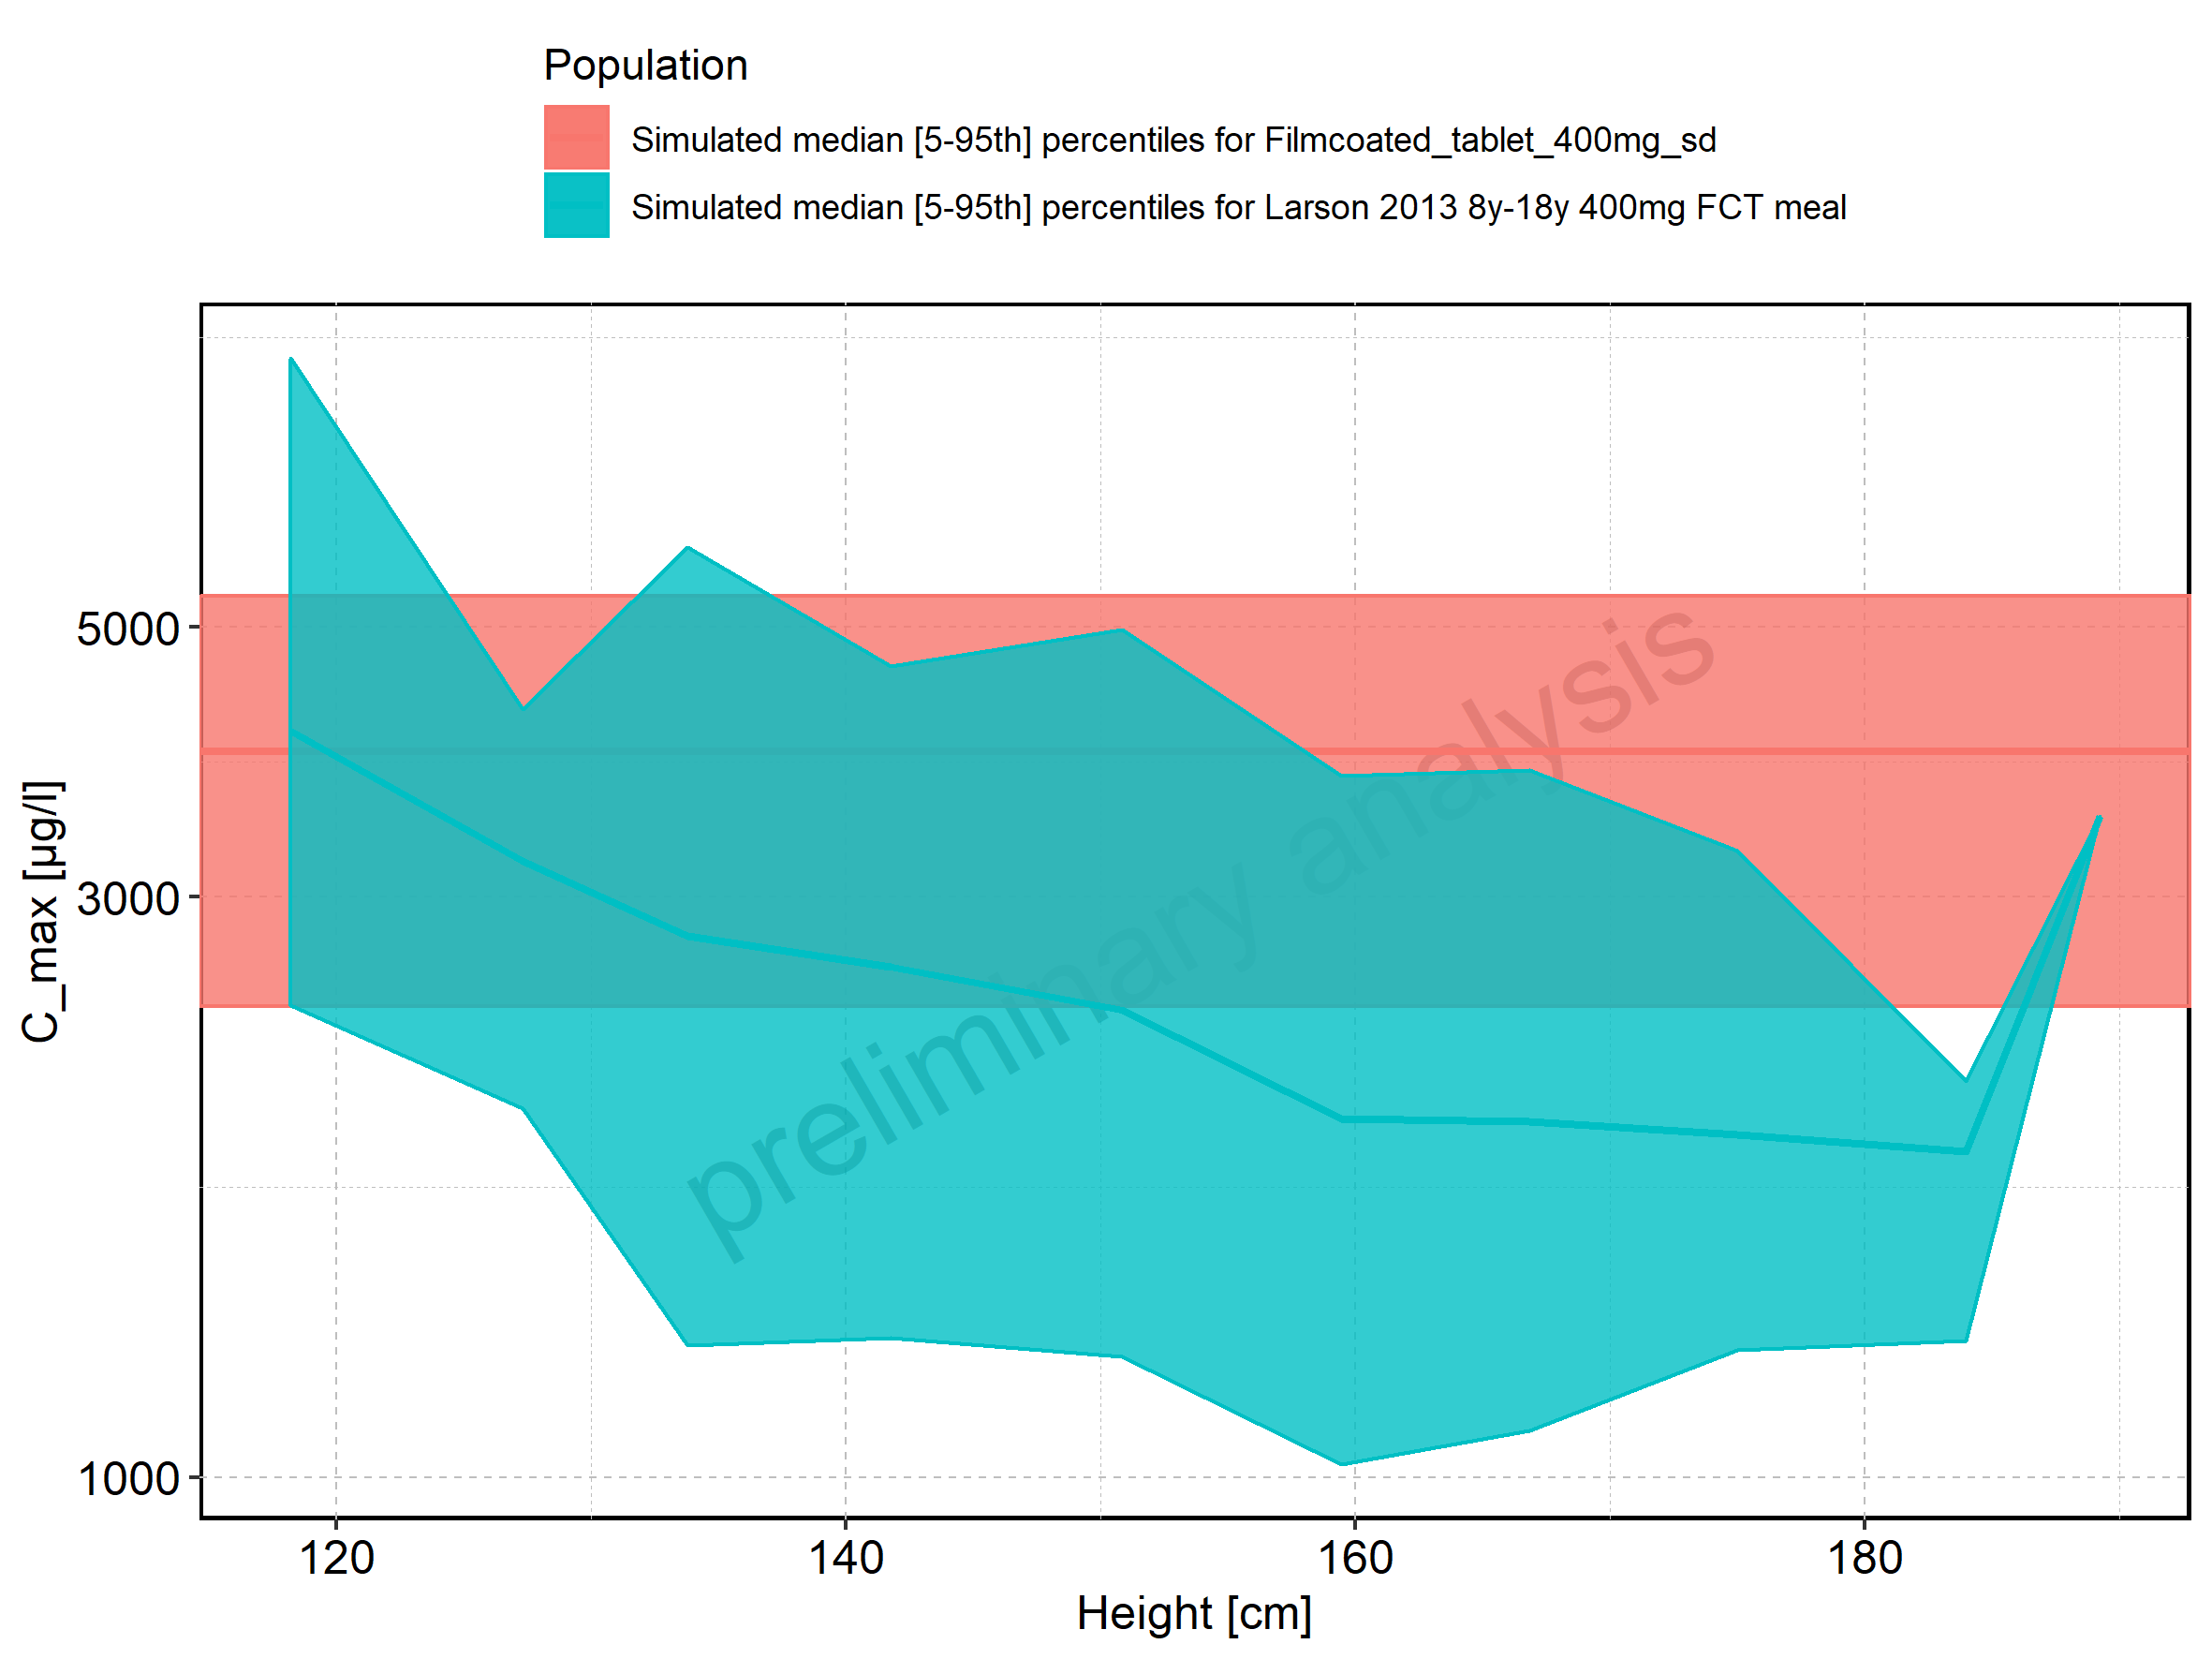 Population
Simulated median [5-95th] percentiles for Filmcoated_tablet_400mg_sd
Simulated median [5-95th] percentiles for Larson 2013 8y-18y 400mg FCT meal
5000
3000
1000
C_max [µg/l]
preliminary analysis
120 140 160 180
Height [cm]